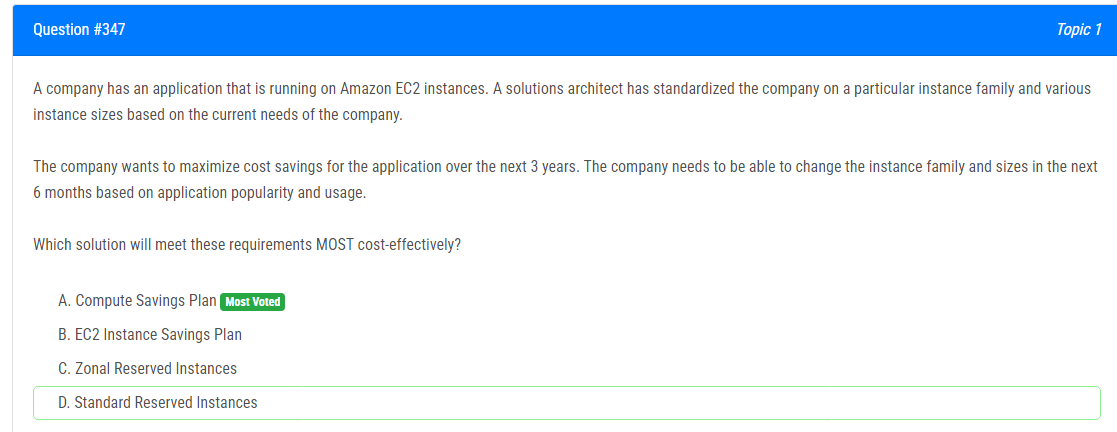 Question #347
Topic 1
A company has an application that is running on Amazon EC2 instances. A solutions architect has standardized the company on a particular instance family and various
instance sizes based on the current needs of the company.
The company wants to maximize cost savings for the application over the next 3 years. The company needs to be able to change the instance family and sizes in the next
6 months based on application popularity and usage.
Which solution will meet these requirements MOST cost-effectively?
A. Compute Savings Plan Most Voted
B. EC2 Instance Savings Plan
C. Zonal Reserved Instances
D. Standard Reserved Instances